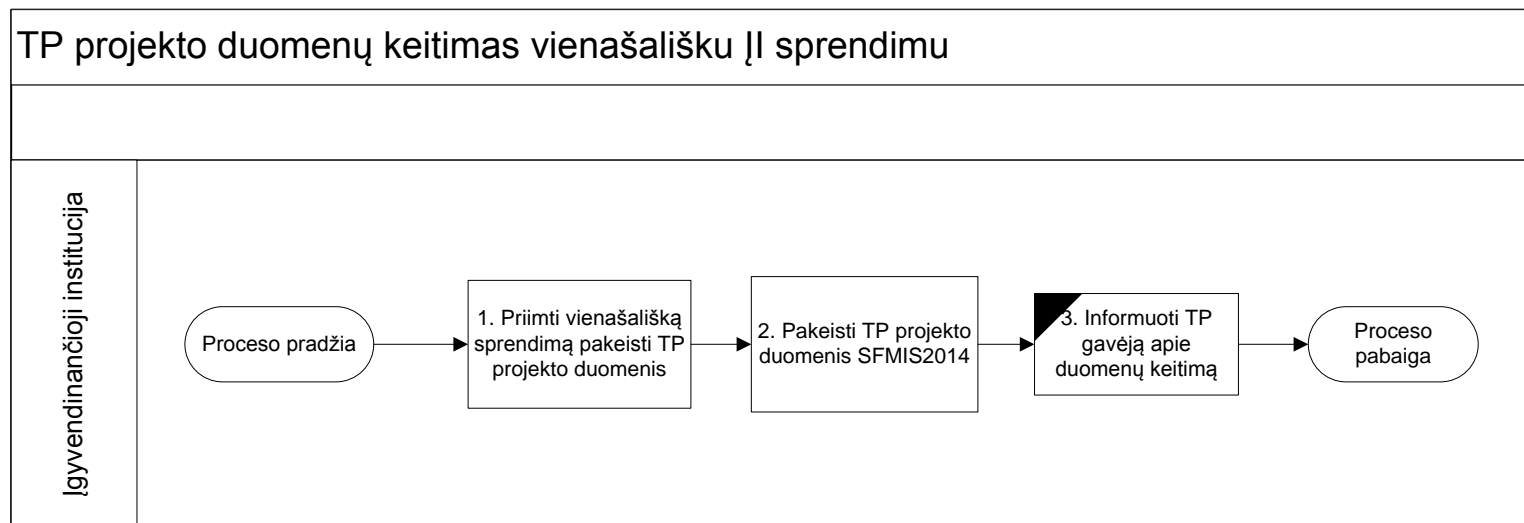 TP projekto duomenų keitimas vienašališku ĮI sprendimu
Įgyvendinančioji institucija
Proceso pradžia
1. Priimti vienašališką
sprendimą pakeisti TP
projekto duomenis
2. Pakeisti TP projekto
duomenis SFMIS2014
3. Informuoti TP
gavėją apie
duomenų keitimą
Proceso
pabaiga